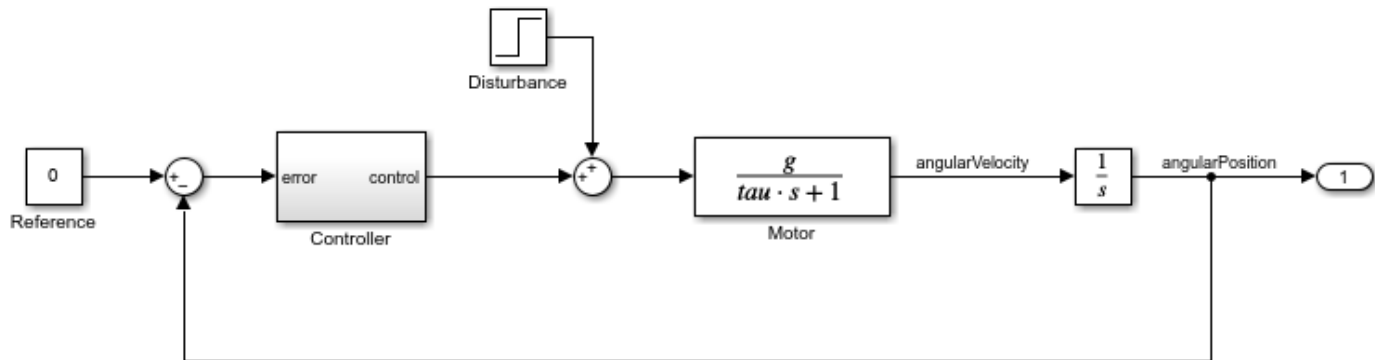 Disturbance
0
Reference
+
−
error
control
Controller
+
+
g
tau · s + 1
Motor
angularVelocity
1
s
angularPosition
1